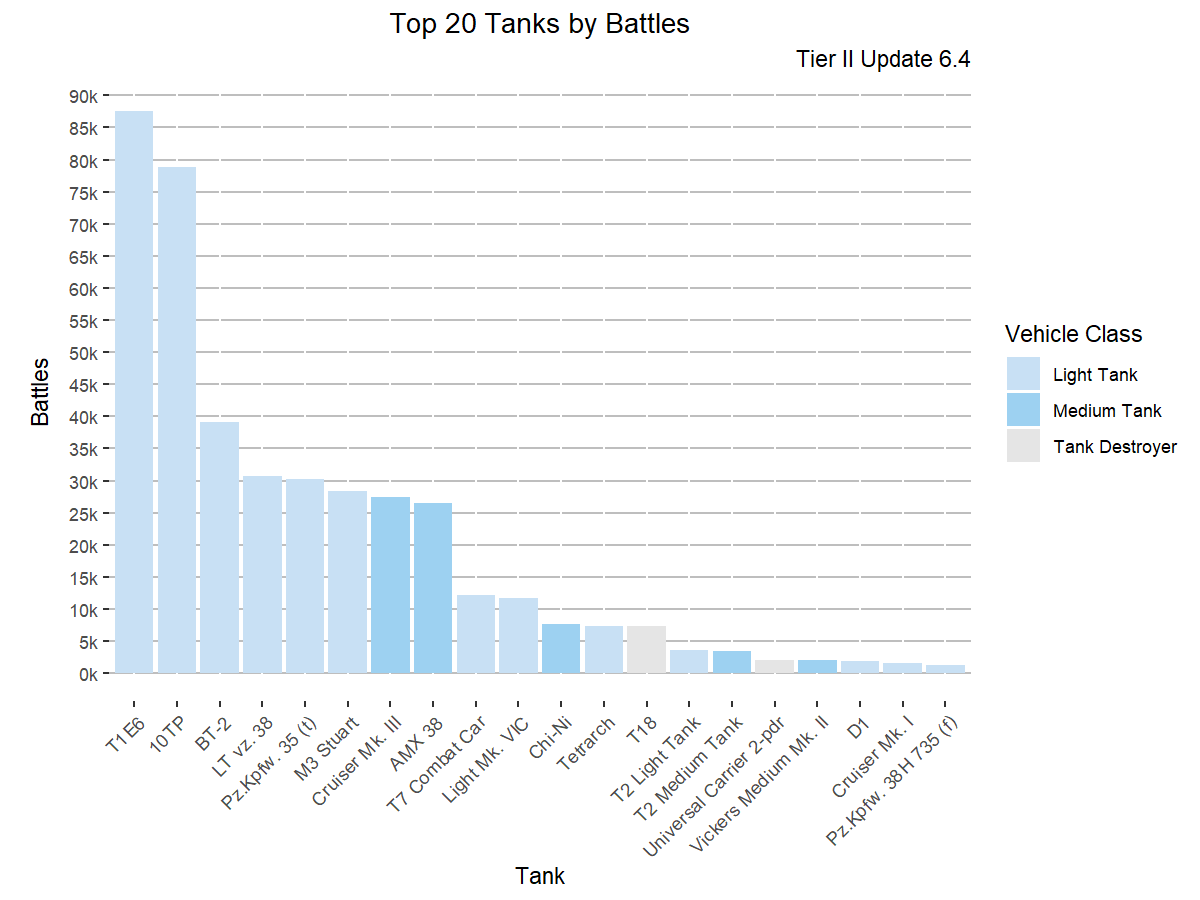 Top 20 Tanks by Battles
Tier II Update 6.4
90k
85k
80k
75k
70k
65k
60k
55k
50k
45k
40k
35k
30k
25k
20k
15k
10k
5k
0k
Battles
T1E6
10TP
BT-2
LT vz. 38
Pz.Kpfw. 35 (t)
M3 Stuart
Cruiser Mk. III
AMX 38
T7 Combat Car
Light Mk. VIC
Chi-Ni
Tetrarch
T18
T2 Light Tank
T2 Medium Tank
Universal Carrier 2-pdr
Vickers Medium Mk. II
D1
Cruiser Mk. I
Pz.Kpfw. 38 H 735 (f)
Tank
Vehicle Class
Light Tank
Medium Tank
Tank Destroyer